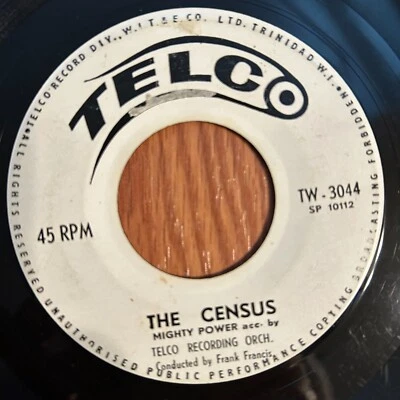 ★ TELCO RECORD DIV., W.I.T.& E CO. LTD. TRINIDAD W.I. ★
ALL RIGHTS RESERVED UNAUTHORISED PUBLIC PERFORMANCE COPYING BROADCASTING FORBIDDEN
TELCO
45 RPM
TW-3044
SP 10112
THE CENSUS
MIGHTY POWER acc. by
TELCO RECORDING ORCH.
Conducted by Frank Francis